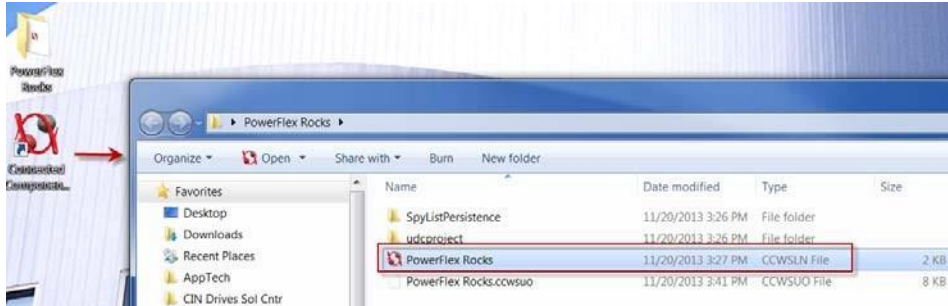 PowerFlex
Rocks
Connected
Componen...
PowerFlex Rocks
Organize Open Share with Burn New folder
Favorites
Desktop
Downloads
Recent Places
AppTech
CIN Drives Sol Cntr
Name Date modified Type Size
SpyListPersistence 11/20/2013 3:26 PM File folder
udcproject 11/20/2013 3:26 PM File folder
PowerFlex Rocks 11/20/2013 3:27 PM CCWSLN File 2 KB
PowerFlex Rocks.ccwsuo 11/20/2013 3:41 PM CCWSUO File 8 KB